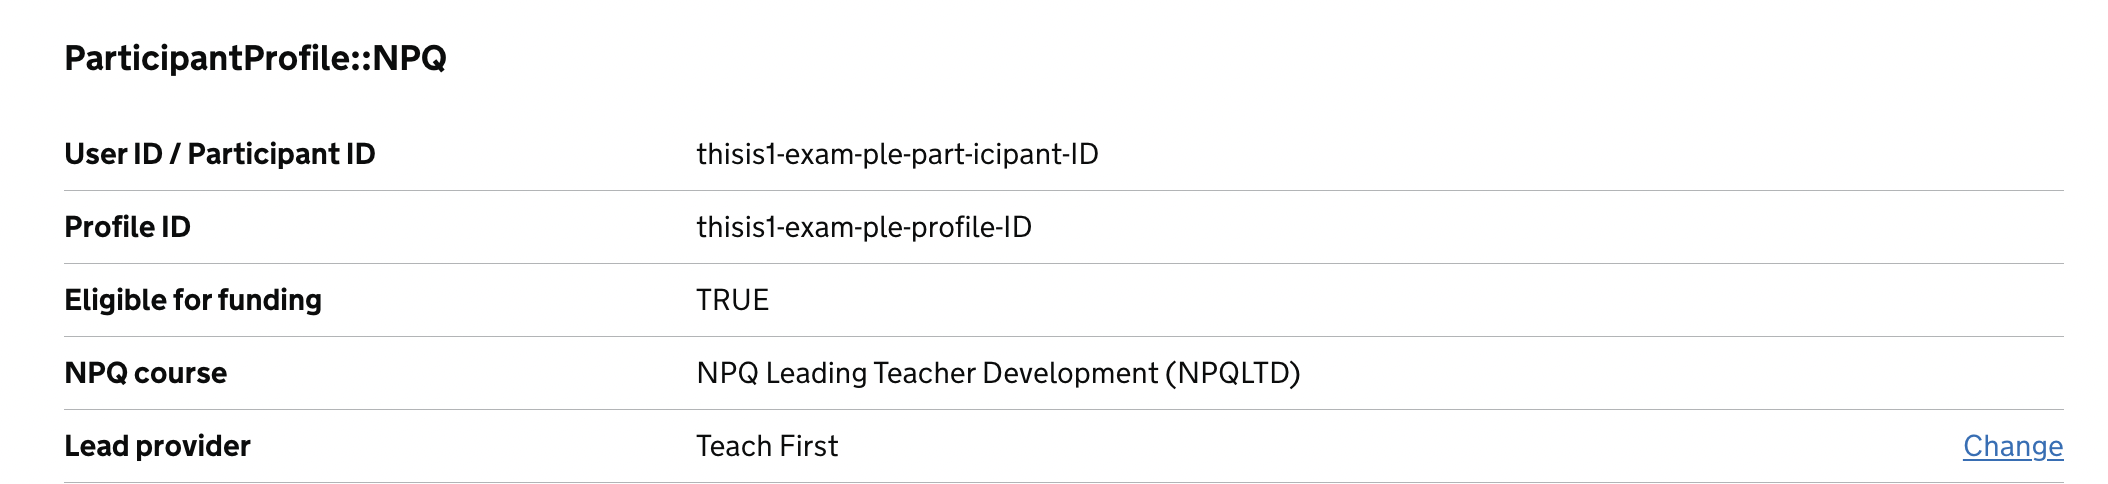 ParticipantProfile::NPQ
User ID / Participant ID thisis1-exam-ple-part-icipant-ID
Profile ID thisis1-exam-ple-profile-ID
Eligible for funding TRUE
NPQ course NPQ Leading Teacher Development (NPQLTD)
Lead provider Teach First Change